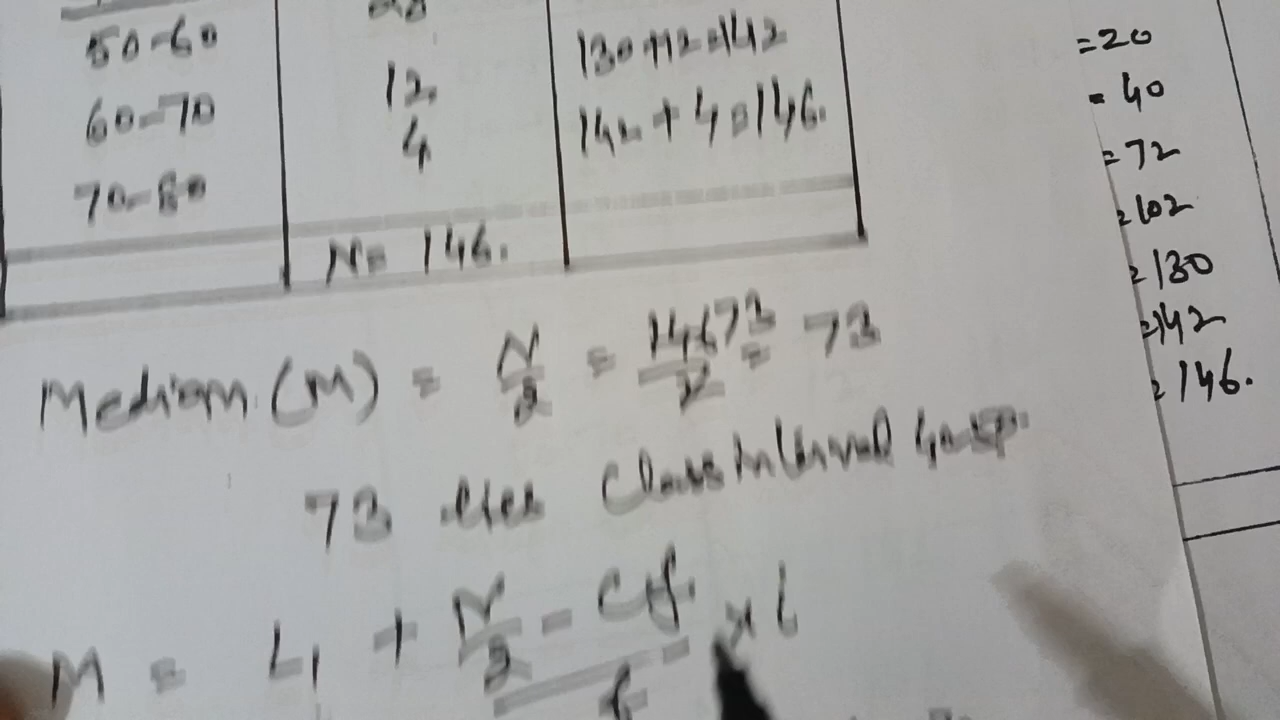 50-60 130+12=142 =20
60-70 12. 142+4=146. = 40
70-80 4 =72
N= 146. =102
=130
=142
Median (M) = N/2 = 146 73/2 = 73 =146.
73 lies Class interval
M = L1 + N/2 - cf. / f × i